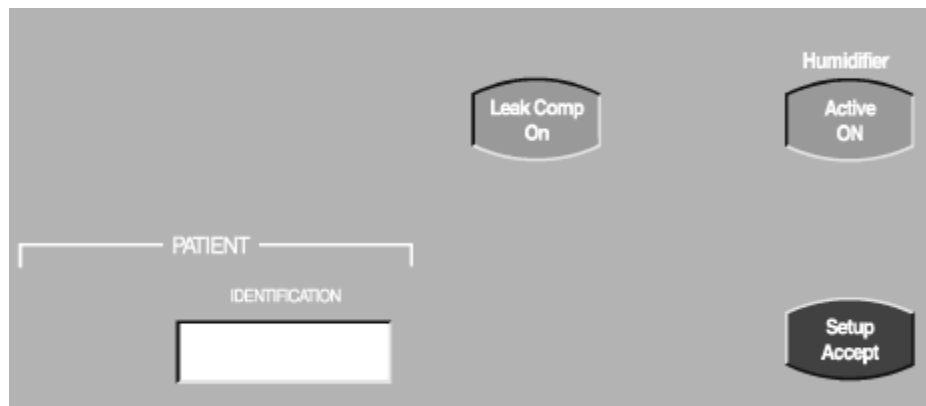 Humidifier
Leak Comp
On
Active
ON
PATIENT
IDENTIFICATION
Setup
Accept